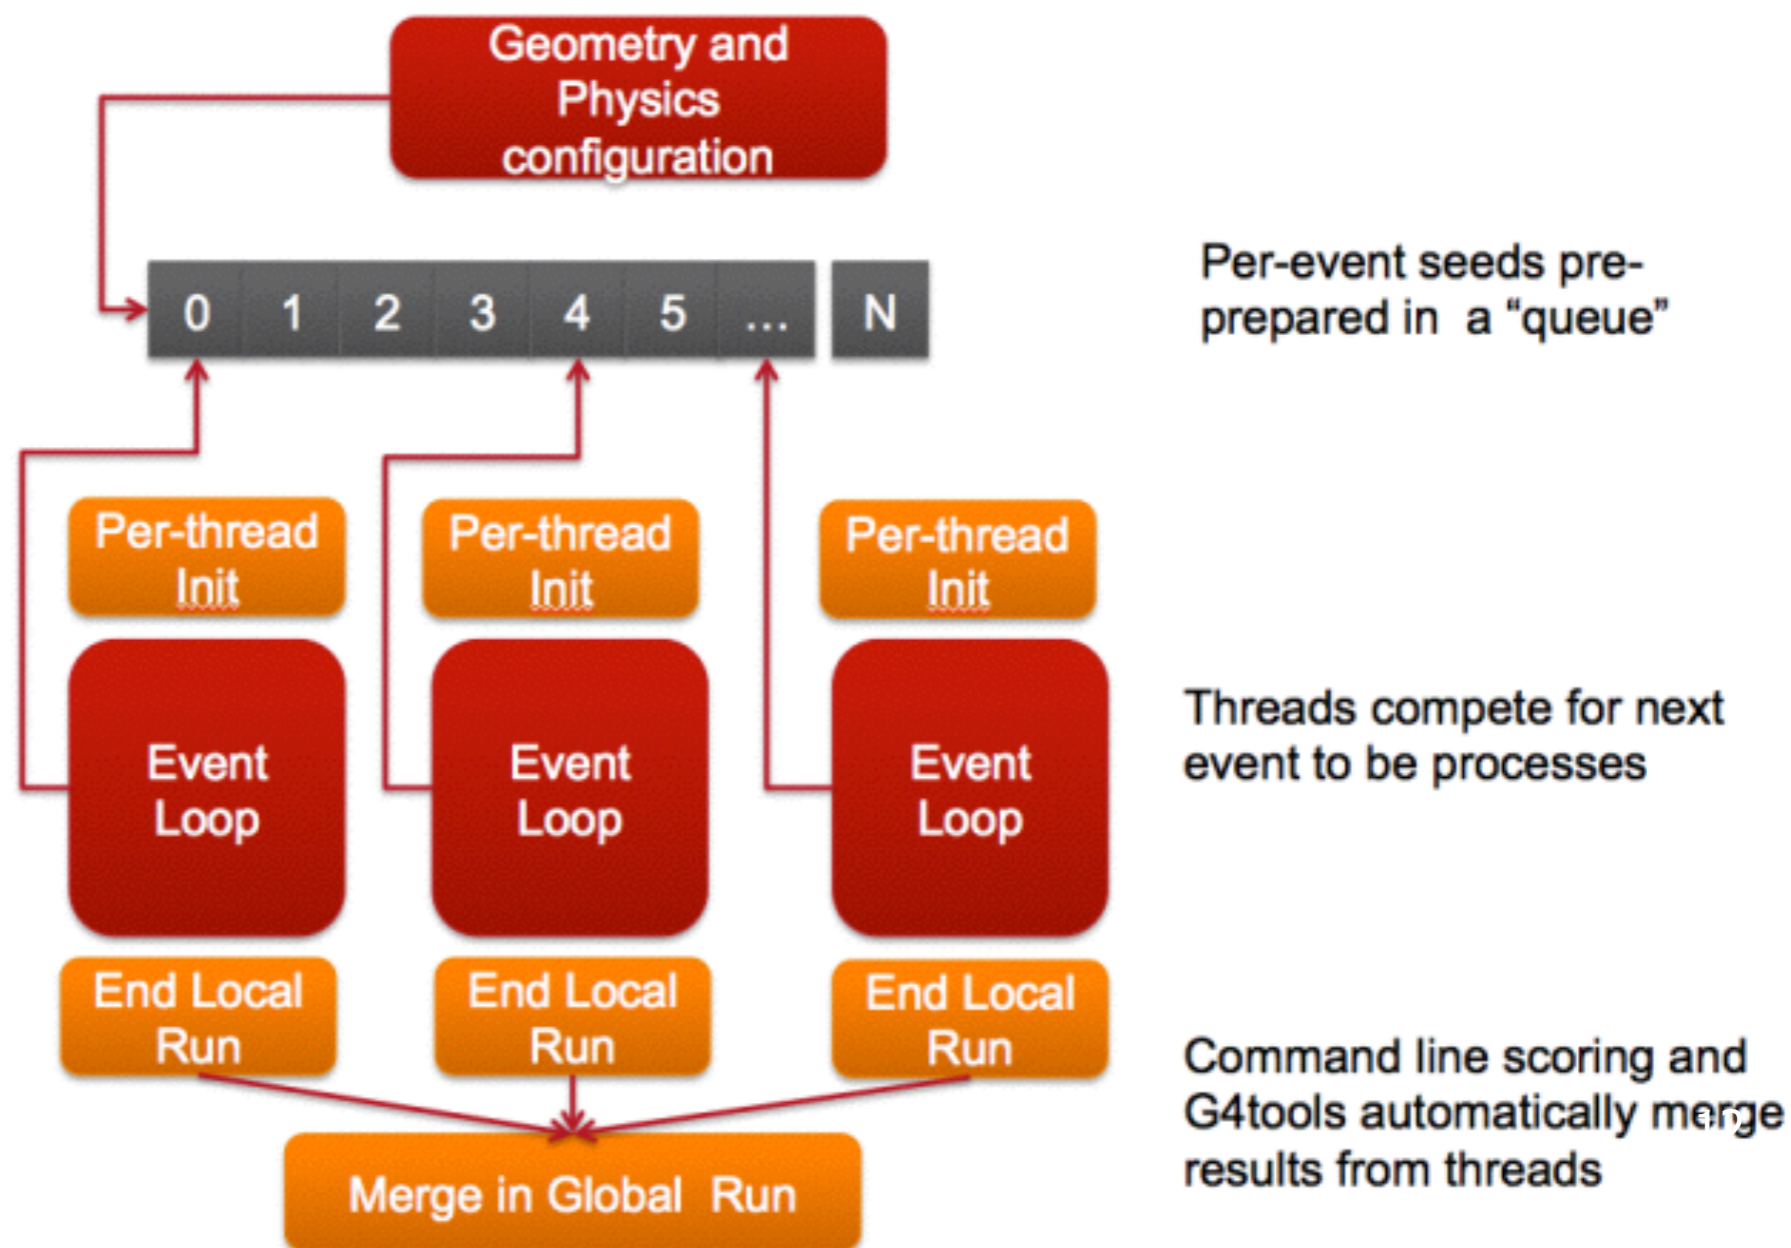 Geometry and
Physics
configuration
Per-event seeds pre-
prepared in a “queue”
0 1 2 3 4 5 ... N
Per-thread
Init
Per-thread
Init
Per-thread
Init
Event
Loop
Event
Loop
Event
Loop
Threads compete for next
event to be processes
End Local
Run
End Local
Run
End Local
Run
Command line scoring and
G4tools automatically merge
results from threads
Merge in Global Run